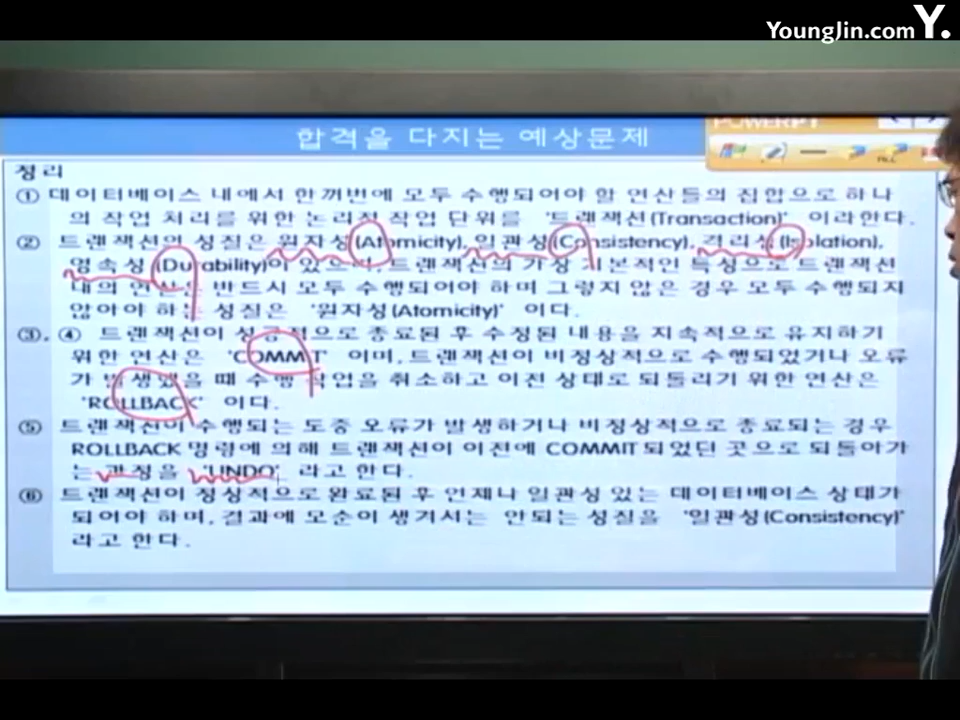 YoungJin.com Y.
합격을 다지는 예상문제
POWERPT
정리
① 데이터베이스 내에서 한꺼번에 모두 수행되어야 할 연산들의 집합으로 하나
의 작업 처리를 위한 논리적 작업 단위를 '트랜잭션(Transaction)' 이라한다.
② 트랜잭션의 성질은 원자성(Atomicity), 일관성(Consistency), 격리성(Isolation),
영속성(Durability)이 있으며, 트랜잭션의 가장 기본적인 특성으로 트랜잭션
내의 연산은 반드시 모두 수행되어야 하며 그렇지 않은 경우 모두 수행되지
않아야 하는 성질은 '원자성(Atomicity)' 이다.
③, ④ 트랜잭션이 성공적으로 종료된 후 수정된 내용을 지속적으로 유지하기
위한 연산은 'COMMIT' 이며, 트랜잭션이 비정상적으로 수행되었거나 오류
가 발생했을 때 수행 작업을 취소하고 이전 상태로 되돌리기 위한 연산은
'ROLLBACK' 이다.
⑤ 트랜잭션이 수행되는 도중 오류가 발생하거나 비정상적으로 종료되는 경우
ROLLBACK 명령에 의해 트랜잭션이 이전에 COMMIT되었던 곳으로 되돌아가
는 과정을 'UNDO' 라고 한다.
⑥ 트랜잭션이 정상적으로 완료된 후 언제나 일관성 있는 데이터베이스 상태가
되어야 하며, 결과에 모순이 생겨서는 안되는 성질을 '일관성(Consistency)'
라고 한다.